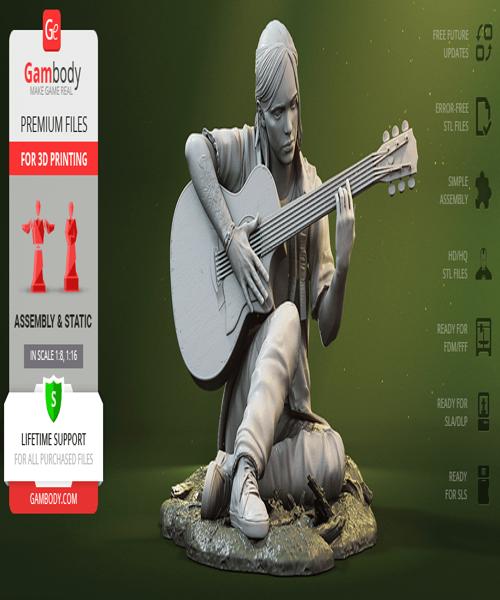 Ge
Gambody
MAKE GAME REAL
PREMIUM FILES
FOR 3D PRINTING
ASSEMBLY & STATIC
IN SCALE 1:8, 1:16
S
LIFETIME SUPPORT
FOR ALL PURCHASED FILES
GAMBODY.COM
FREE FUTURE
UPDATES
ERROR-FREE
STL FILES
SIMPLE
ASSEMBLY
HD/HQ
STL FILES
READY FOR
FDM/FFF
READY FOR
SLA/DLP
READY
FOR SLS